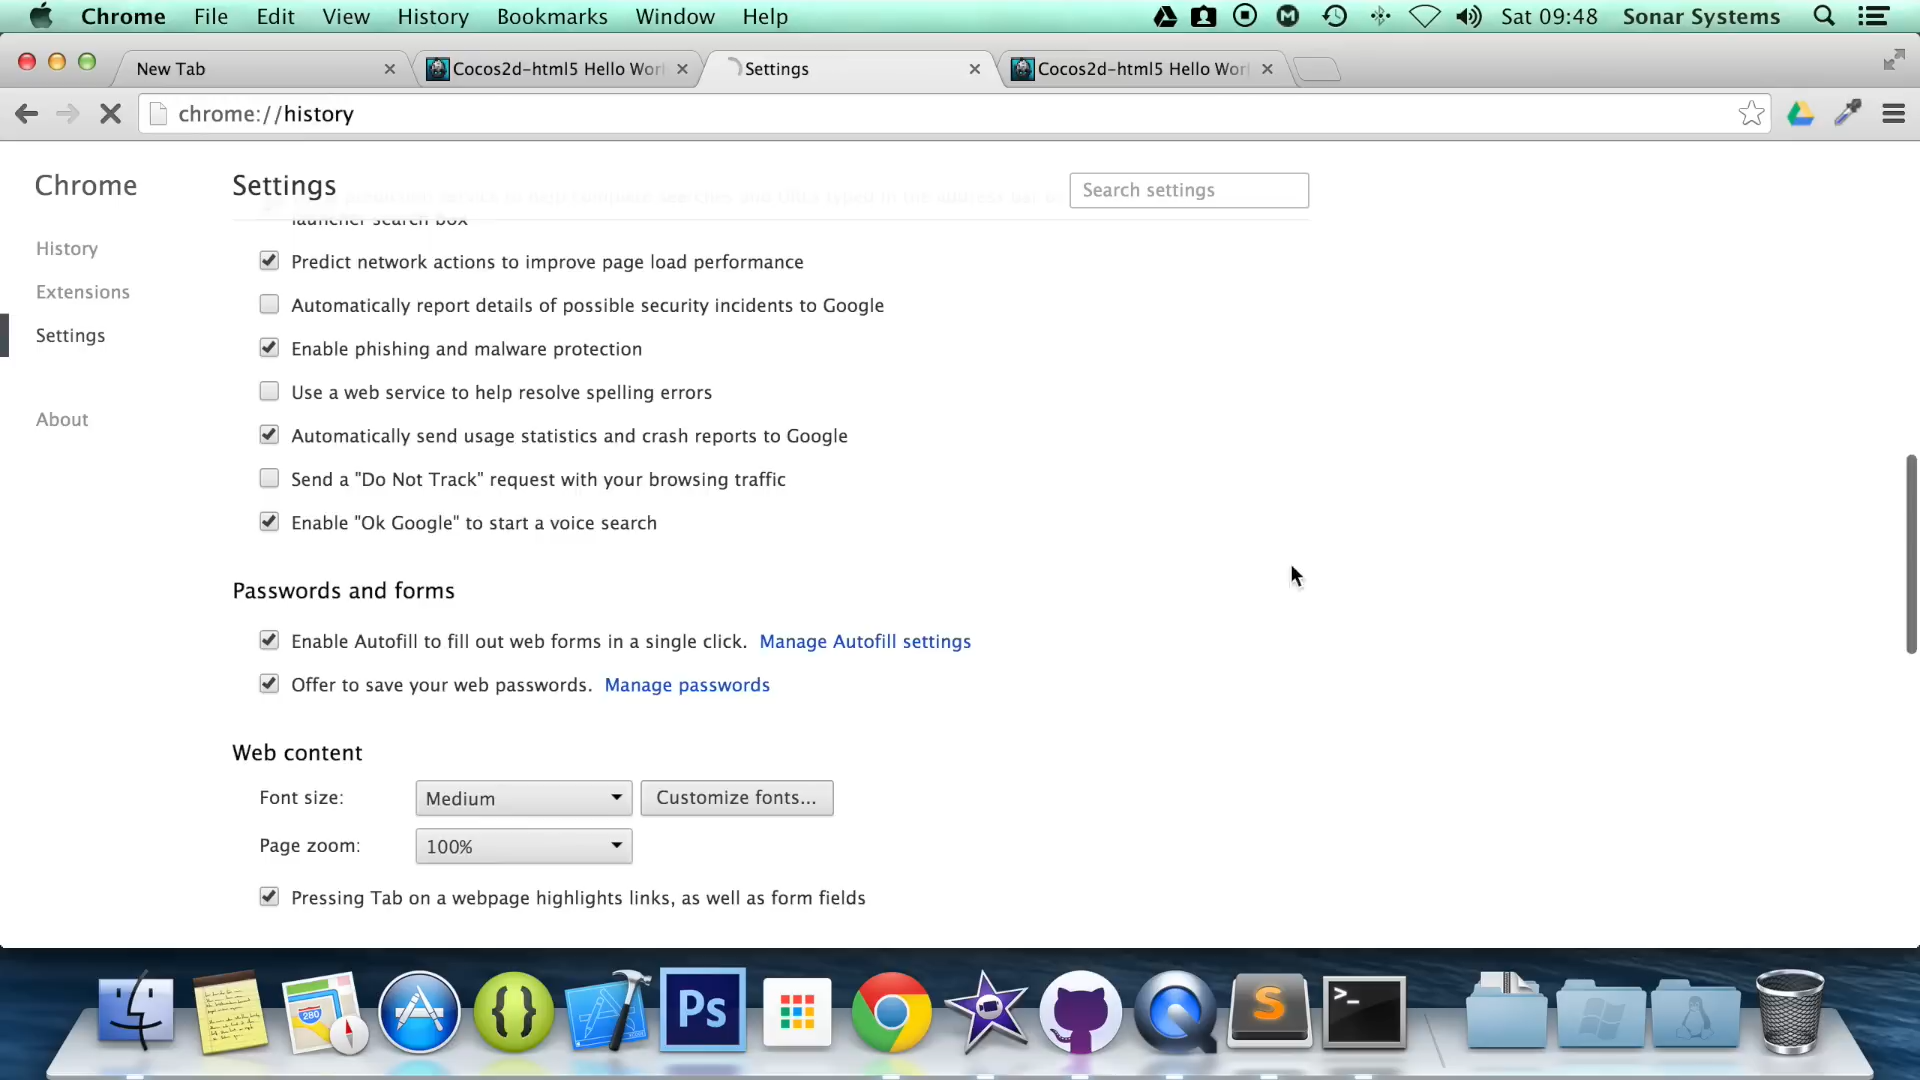 Chrome File Edit View History Bookmarks Window Help Sat 09:48 Sonar Systems
New Tab Cocos2d-html5 Hello Wor Settings Cocos2d-html5 Hello Wor
chrome://history
Chrome
Settings
Search settings
launcher search box
History
Predict network actions to improve page load performance
Extensions
Automatically report details of possible security incidents to Google
Settings
Enable phishing and malware protection
Use a web service to help resolve spelling errors
About
Automatically send usage statistics and crash reports to Google
Send a "Do Not Track" request with your browsing traffic
Enable "Ok Google" to start a voice search
Passwords and forms
Enable Autofill to fill out web forms in a single click. Manage Autofill settings
Offer to save your web passwords. Manage passwords
Web content
Font size: Medium Customize fonts...
Page zoom: 100%
Pressing Tab on a webpage highlights links, as well as form fields
280
{}
Ps
S
>_